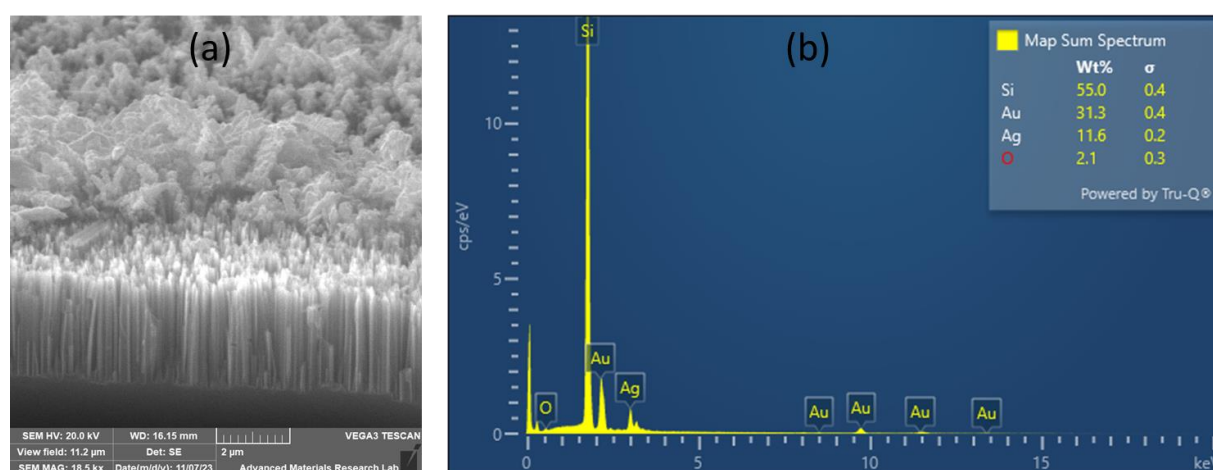 (a)
SEM HV: 20.0 kV WD: 16.15 mm VEGA3 TESCAN
View field: 11.2 µm Det: SE 2 µm
SEM MAG: 18.5 kx Date(m/d/y): 11/07/23 Advanced Materials Research Lab
(b)
Si
Map Sum Spectrum
Wt% σ
Si 55.0 0.4
Au 31.3 0.4
Ag 11.6 0.2
O 2.1 0.3
Powered by Tru-Q®
cps/eV
10
5
0
O
Au
Ag
Au
Au
Au
Au
0 5 10 15 keV